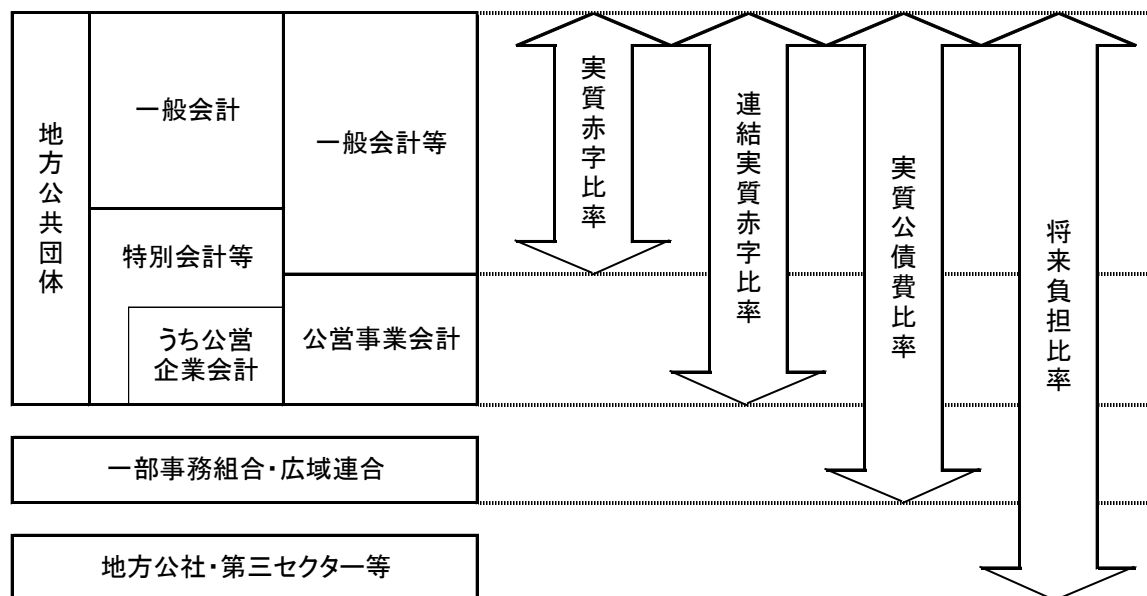 地方公共団体
一般会計
特別会計等
うち公営
企業会計
一般会計等
公営事業会計
一部事務組合・広域連合
地方公社・第三セクター等
実質赤字比率
連結実質赤字比率
実質公債費比率
将来負担比率